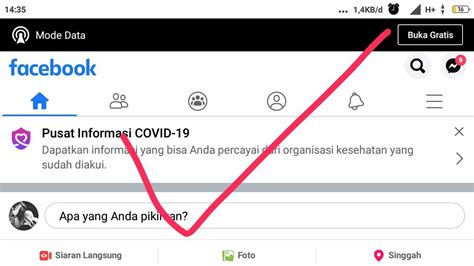 14:35
... 1,4KB/d H+ 16
Mode Data Buka Gratis
facebook
9
Pusat Informasi COVID-19
Dapatkan informasi yang bisa Anda percayai dari organisasi kesehatan yang
sudah diakui.
Apa yang Anda pikirkan?
Siaran Langsung Foto Singgah